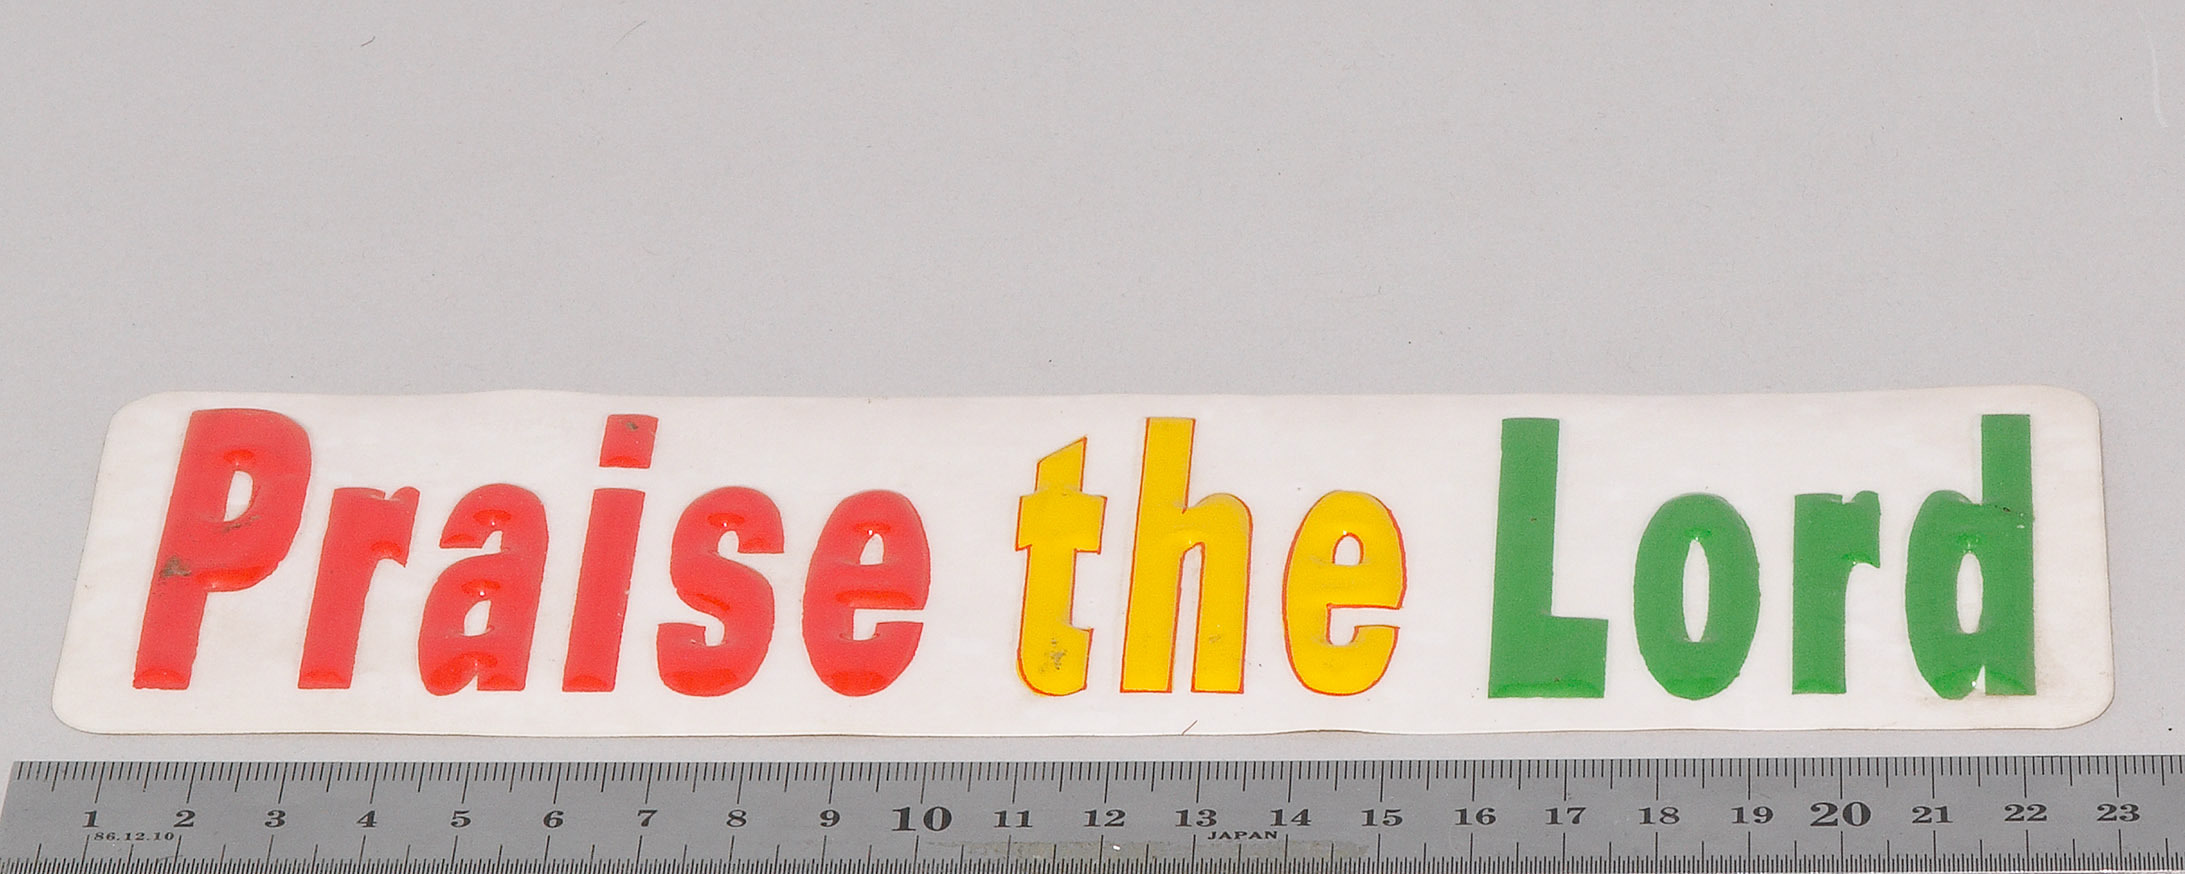 Praise the Lord
1 2 3 4 5 6 7 8 9 10 11 12 13 14 15 16 17 18 19 20 21 22 23
86.12.10 JAPAN